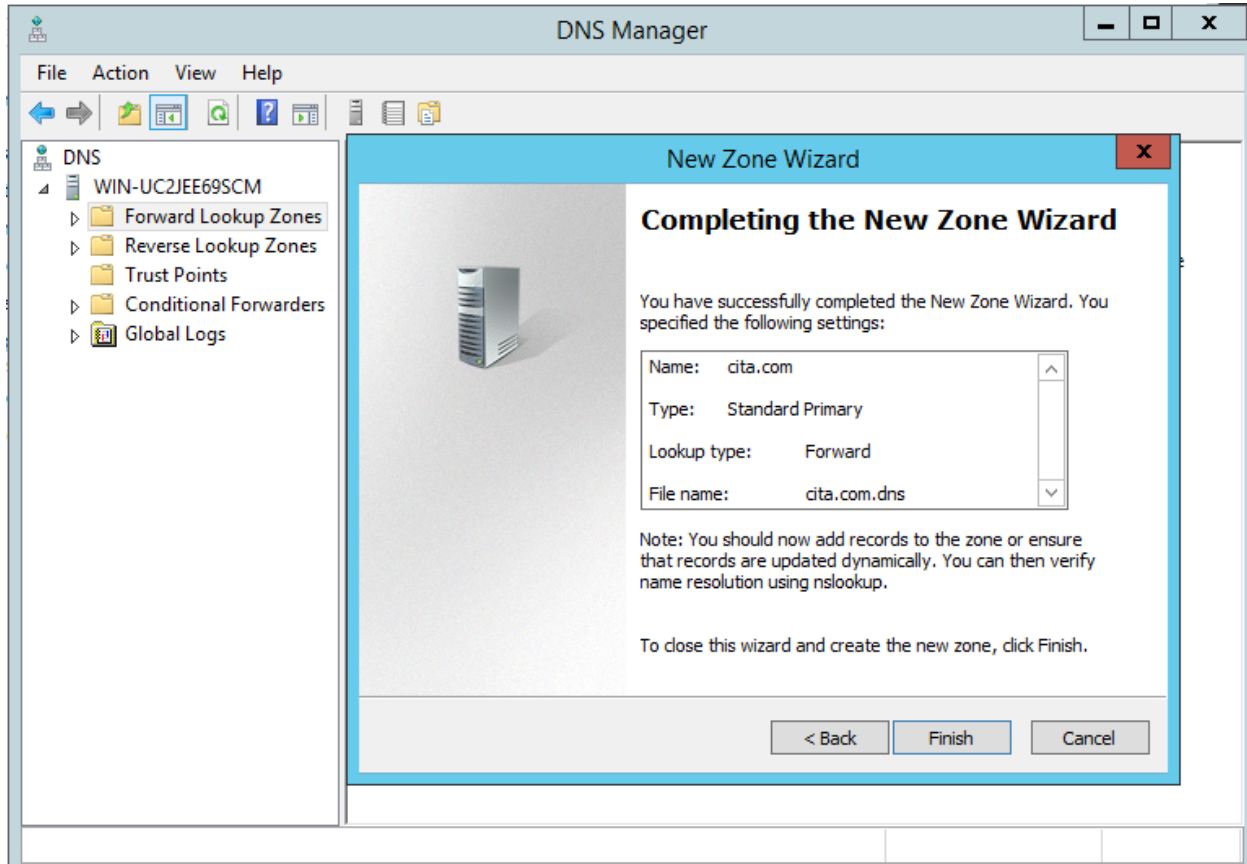 DNS Manager
File Action View Help
DNS
WIN-UC2JEE69SCM
Forward Lookup Zones
Reverse Lookup Zones
Trust Points
Conditional Forwarders
Global Logs
New Zone Wizard
Completing the New Zone Wizard
You have successfully completed the New Zone Wizard. You
specified the following settings:
Name: cita.com
Type: Standard Primary
Lookup type: Forward
File name: cita.com.dns
Note: You should now add records to the zone or ensure
that records are updated dynamically. You can then verify
name resolution using nslookup.
To close this wizard and create the new zone, click Finish.
< Back Finish Cancel